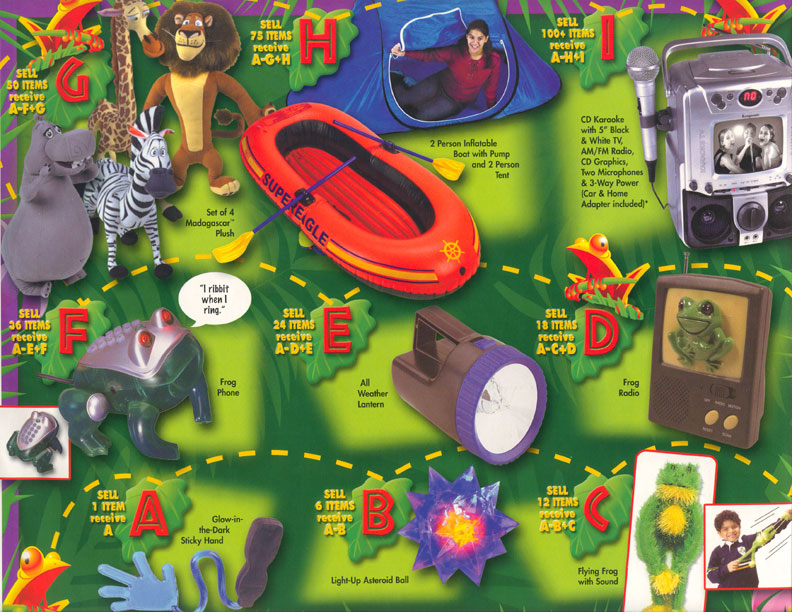 SELL
50 ITEMS
receive
A-F+G
G
SELL
75 ITEMS
receive
A-G+H
H
SELL
100+ ITEMS
receive
A-H+I
I
2 Person Inflatable
Boat with Pump
and 2 Person
Tent
SUPER EAGLE
CD Karaoke
with 5" Black
& White TV,
AM/FM Radio,
CD Graphics,
Two Microphones
& 3-Way Power
(Car & Home
Adapter included)*
Set of 4
Madagascar™
Plush
SELL
36 ITEMS
receive
A-E+F
F
"I ribbit
when I
ring."
Frog
Phone
SELL
24 ITEMS
receive
A-D+E
E
All
Weather
Lantern
SELL
18 ITEMS
receive
A-C+D
D
Frog
Radio
SELL
1 ITEM
receive
A
A
Glow-in-
the-Dark
Sticky Hand
SELL
6 ITEMS
receive
A-B
B
Light-Up Asteroid Ball
SELL
12 ITEMS
receive
A-B+C
C
Flying Frog
with Sound